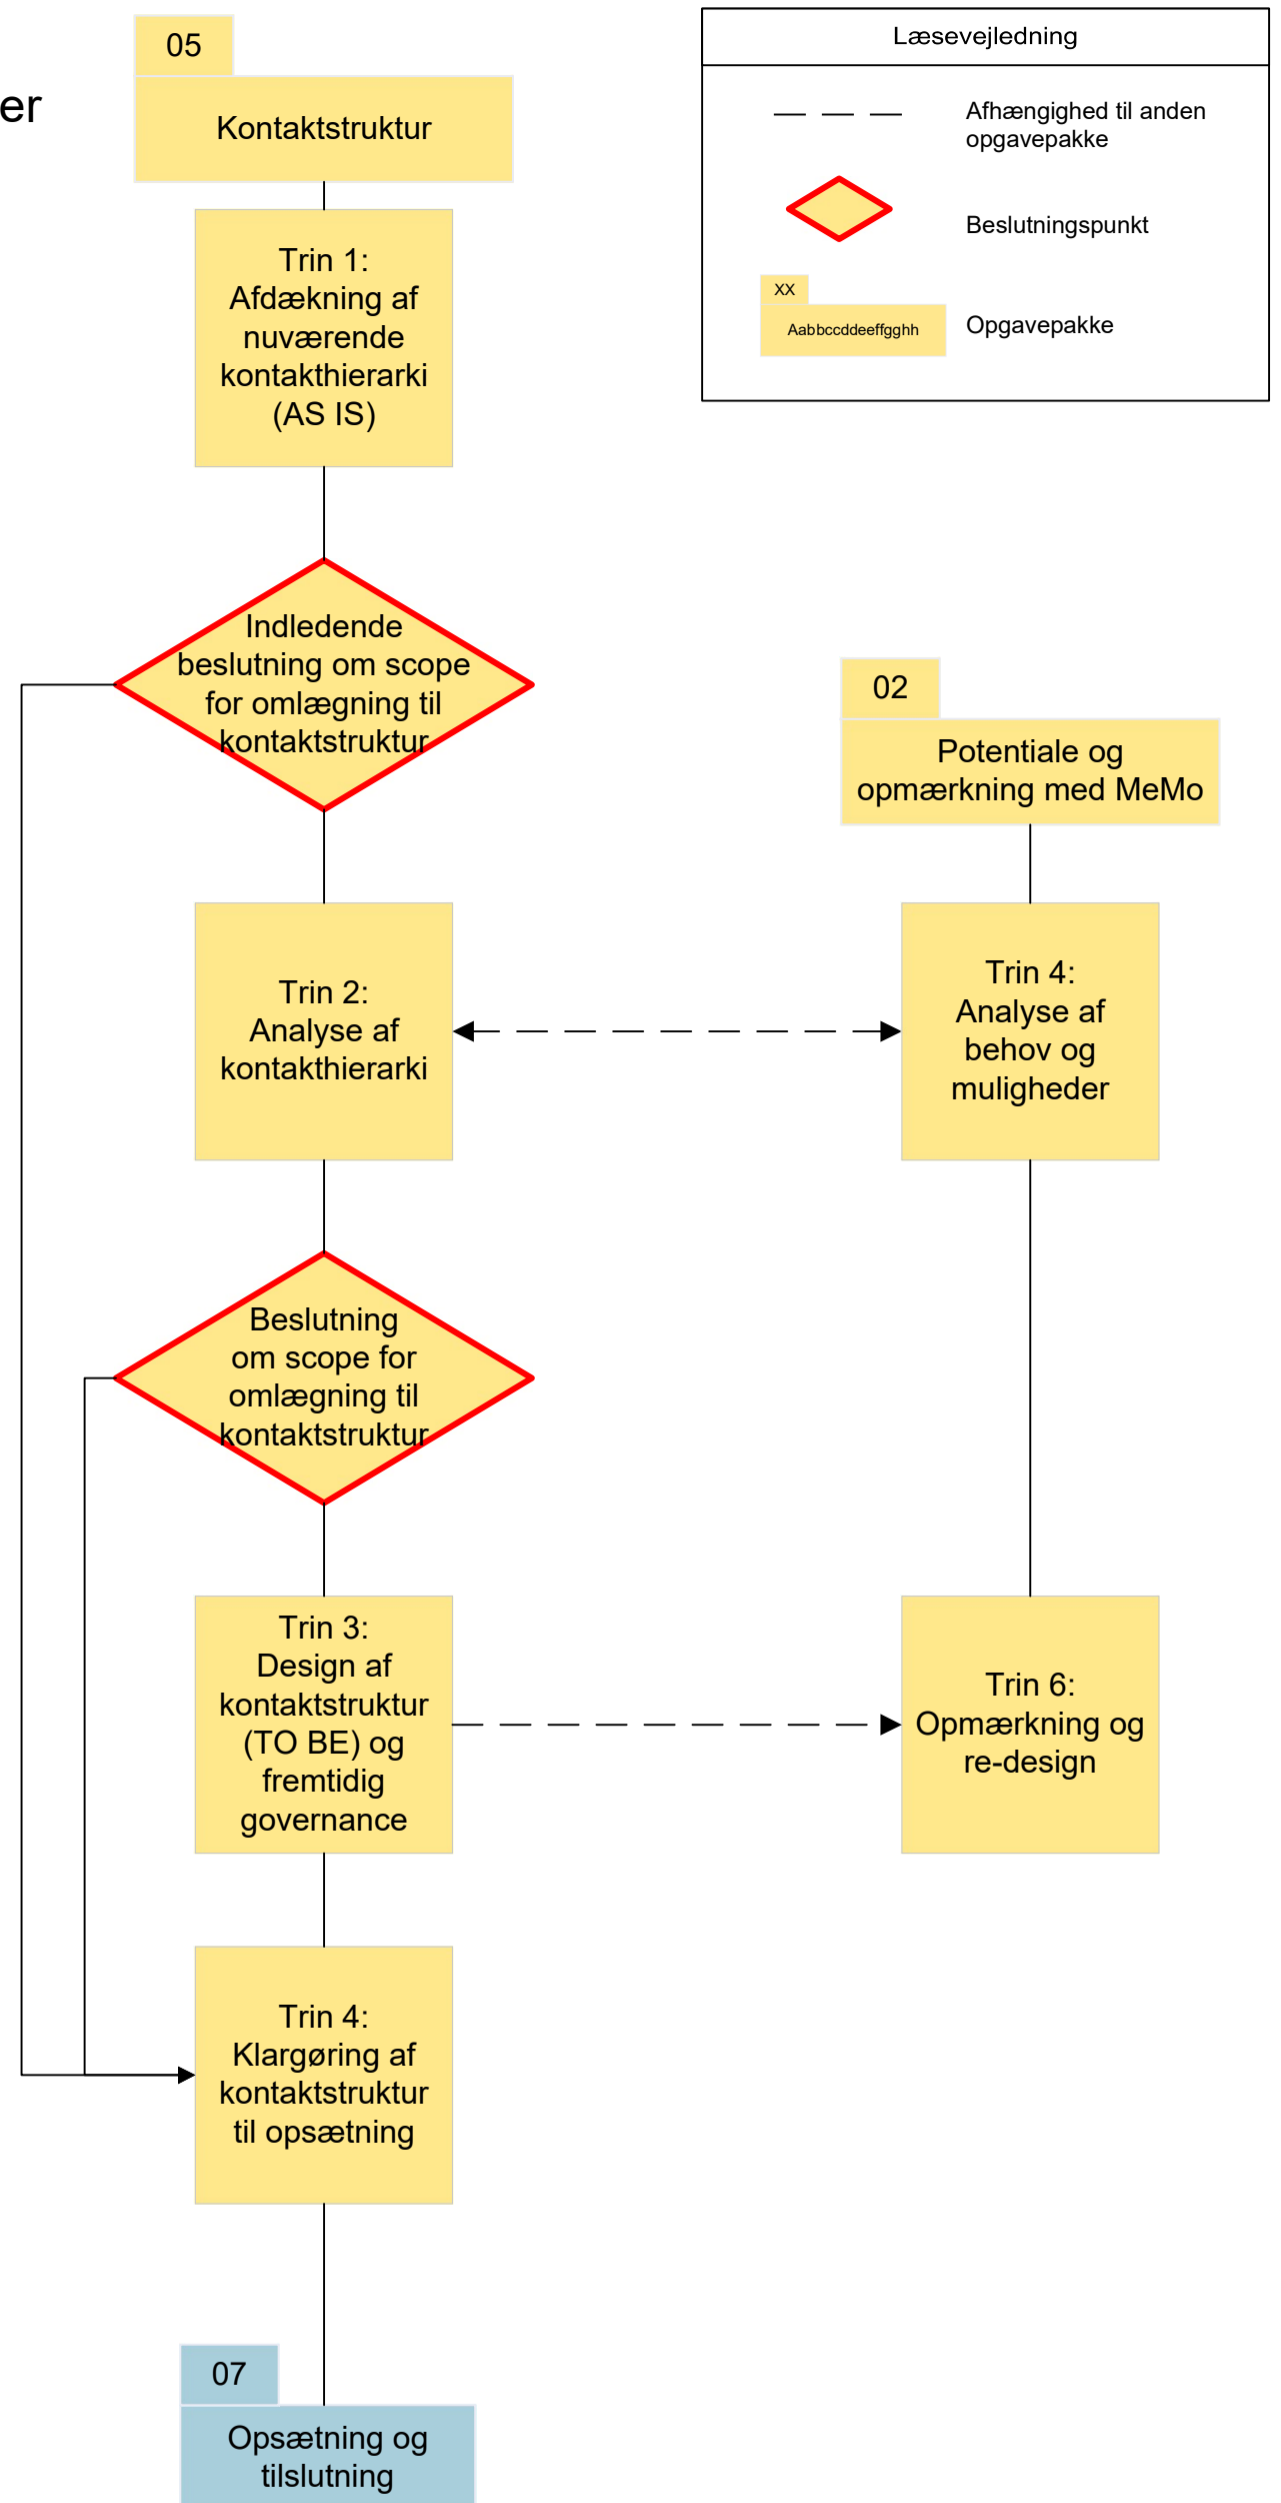 er
05
Kontaktstruktur
Læsevejledning
Afhængighed til anden
opgavepakke
Beslutningspunkt
XX
Aabbccddeeffgghh
Opgavepakke
Trin 1:
Afdækning af
nuværende
kontakthierarki
(AS IS)
Indledende
beslutning om scope
for omlægning til
kontaktstruktur
02
Potentiale og
opmærkning med MeMo
Trin 2:
Analyse af
kontakthierarki
Trin 4:
Analyse af
behov og
muligheder
Beslutning
om scope for
omlægning til
kontaktstruktur
Trin 3:
Design af
kontaktstruktur
(TO BE) og
fremtidig
governance
Trin 6:
Opmærkning og
re-design
Trin 4:
Klargøring af
kontaktstruktur
til opsætning
07
Opsætning og
tilslutning